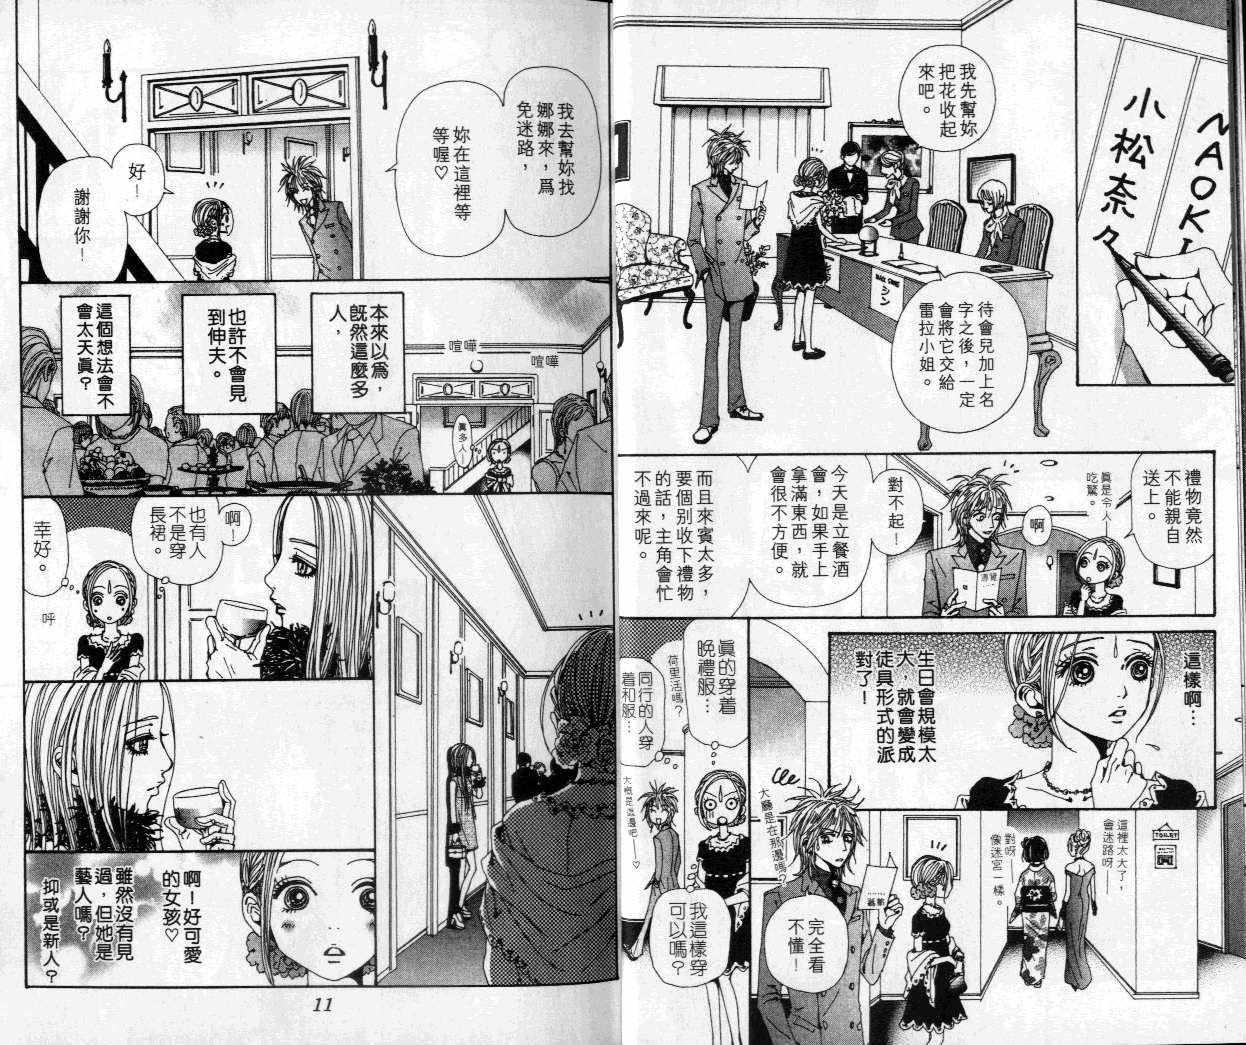 NAOKI
小松奈々
我先幫妳
把花收起
來吧。
待會兒加上名
字之後，一定
會將它交給
雷拉小姐。
禮物竟然
不能親自
送上。
真是令人
吃驚。
啊
對不起！
今天是立餐酒
會，如果手上
拿滿東西，就
會很不方便。
而且來賓太多，
要個別收下禮物
的話，主角會忙
不過來呢。
這樣啊…
生日會規模太
大，就會變成
徒具形式的派
對了！
真的穿着
晚禮服…
荷里活嗎？
同行的人穿
着和服…
大概是這邊吧——♡
我這樣穿
可以嗎？
大廳是在那邊嗎？
完全看
不懂！
TOILET
這裡太大了，
會迷路呀——
對呀——
像迷宮一樣。
我去幫妳找
娜娜來，爲
免迷路，
妳在這裡等
等喔♡
好！
謝謝你！
本來以為，
既然這麼多
人，
也許不會見
到伸夫。
這個想法會不
會太天真？
喧嘩
喧嘩
真多人
啊！
也有人
不是穿
長裙。
幸好。
呼
啊！好可愛
的女孩♡
雖然沒有見
過，但她是
藝人嗎？
抑或是新人？
11